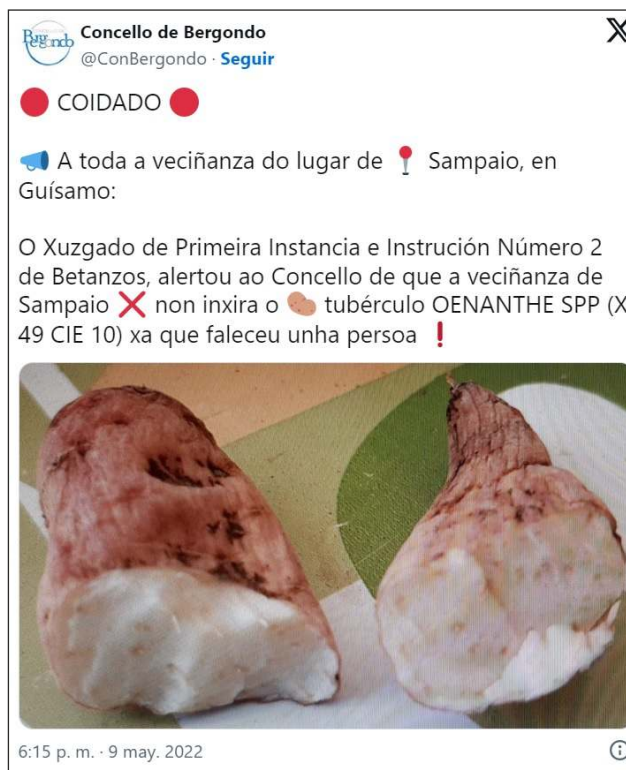 Bergondo
Concello de Bergondo
@ConBergondo · Seguir
🔴 COIDADO 🔴
📣 A toda a veciñanza do lugar de 📍 Sampaio, en
Guísamo:
O Xuzgado de Primeira Instancia e Instrución Número 2
de Betanzos, alertou ao Concello de que a veciñanza de
Sampaio ❌ non inxira o 🥔 tubérculo OENANTHE SPP (X
49 CIE 10) xa que faleceu unha persoa ❗
6:15 p. m. · 9 may. 2022